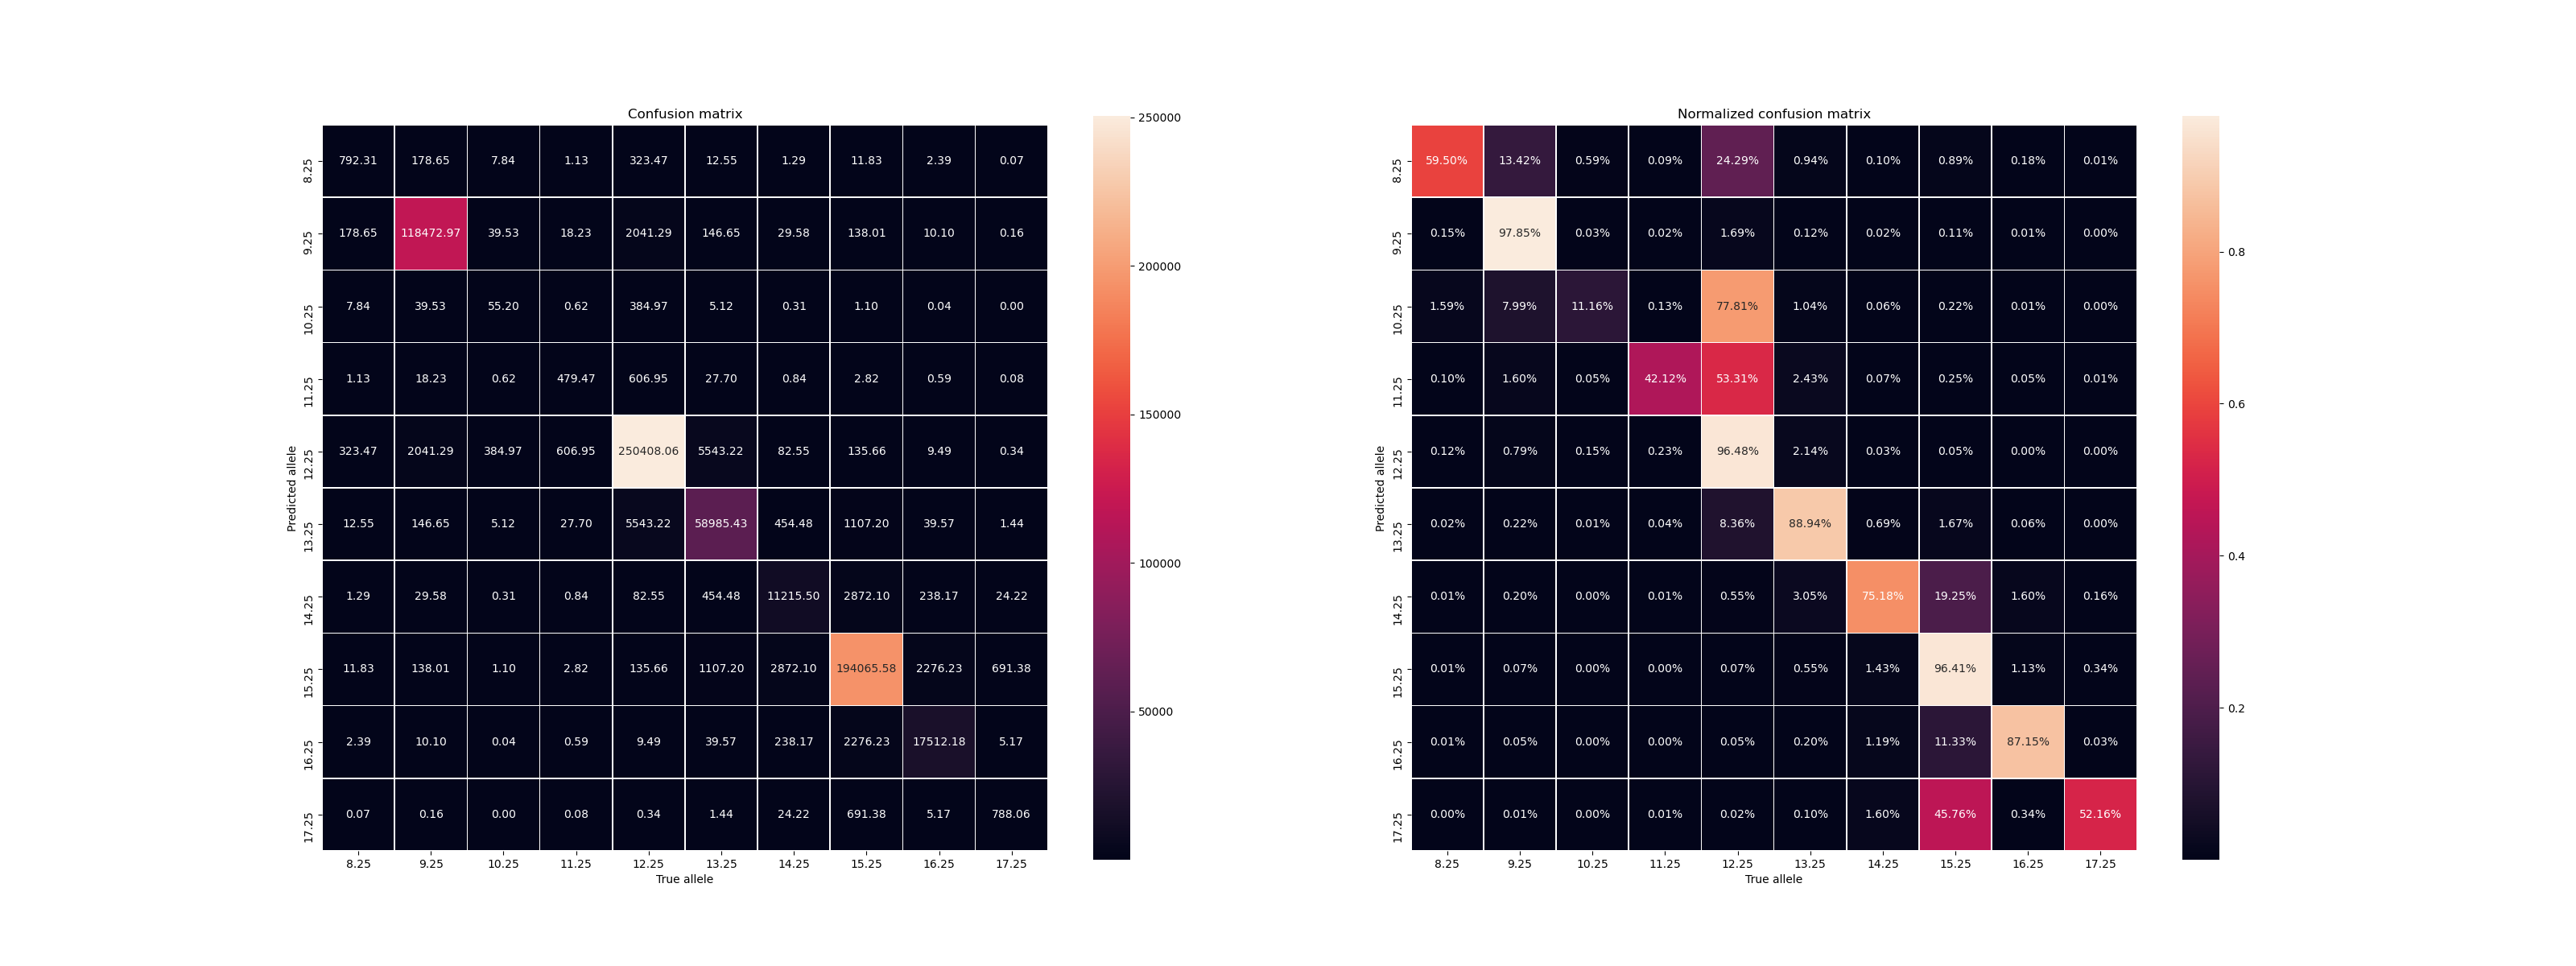 Confusion matrix
8.25 792.31 178.65 7.84 1.13 323.47 12.55 1.29 11.83 2.39 0.07
9.25 178.65 118472.97 39.53 18.23 2041.29 146.65 29.58 138.01 10.10 0.16
10.25 7.84 39.53 55.20 0.62 384.97 5.12 0.31 1.10 0.04 0.00
11.25 1.13 18.23 0.62 479.47 606.95 27.70 0.84 2.82 0.59 0.08
12.25 323.47 2041.29 384.97 606.95 250408.06 5543.22 82.55 135.66 9.49 0.34
13.25 12.55 146.65 5.12 27.70 5543.22 58985.43 454.48 1107.20 39.57 1.44
14.25 1.29 29.58 0.31 0.84 82.55 454.48 11215.50 2872.10 238.17 24.22
15.25 11.83 138.01 1.10 2.82 135.66 1107.20 2872.10 194065.58 2276.23 691.38
16.25 2.39 10.10 0.04 0.59 9.49 39.57 238.17 2276.23 17512.18 5.17
17.25 0.07 0.16 0.00 0.08 0.34 1.44 24.22 691.38 5.17 788.06
8.25 9.25 10.25 11.25 12.25 13.25 14.25 15.25 16.25 17.25
True allele
Predicted allele
250000
200000
150000
100000
50000
Normalized confusion matrix
8.25 59.50% 13.42% 0.59% 0.09% 24.29% 0.94% 0.10% 0.89% 0.18% 0.01%
9.25 0.15% 97.85% 0.03% 0.02% 1.69% 0.12% 0.02% 0.11% 0.01% 0.00%
10.25 1.59% 7.99% 11.16% 0.13% 77.81% 1.04% 0.06% 0.22% 0.01% 0.00%
11.25 0.10% 1.60% 0.05% 42.12% 53.31% 2.43% 0.07% 0.25% 0.05% 0.01%
12.25 0.12% 0.79% 0.15% 0.23% 96.48% 2.14% 0.03% 0.05% 0.00% 0.00%
13.25 0.02% 0.22% 0.01% 0.04% 8.36% 88.94% 0.69% 1.67% 0.06% 0.00%
14.25 0.01% 0.20% 0.00% 0.01% 0.55% 3.05% 75.18% 19.25% 1.60% 0.16%
15.25 0.01% 0.07% 0.00% 0.00% 0.07% 0.55% 1.43% 96.41% 1.13% 0.34%
16.25 0.01% 0.05% 0.00% 0.00% 0.05% 0.20% 1.19% 11.33% 87.15% 0.03%
17.25 0.00% 0.01% 0.00% 0.01% 0.02% 0.10% 1.60% 45.76% 0.34% 52.16%
8.25 9.25 10.25 11.25 12.25 13.25 14.25 15.25 16.25 17.25
True allele
Predicted allele
0.8
0.6
0.4
0.2